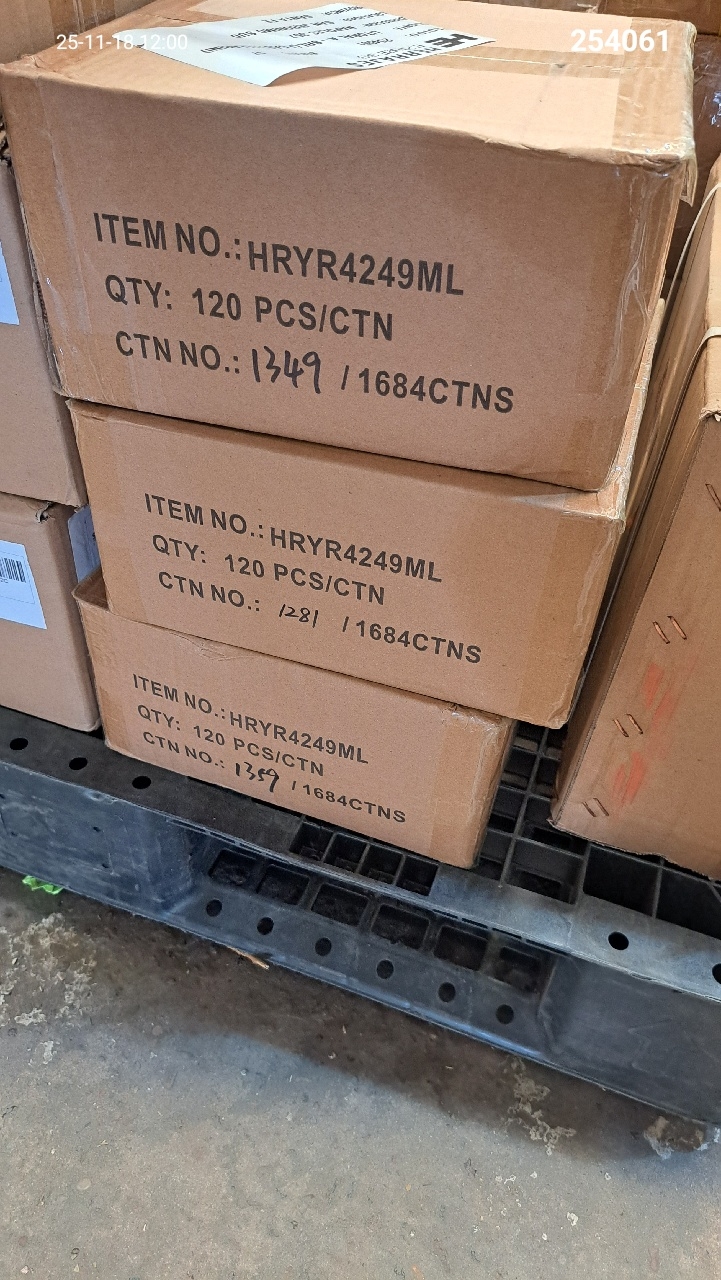 25-11-18 12:00
254061
ITEM NO.: HRYR4249ML
QTY: 120 PCS/CTN
CTN NO.: 1349 / 1684CTNS
ITEM NO.: HRYR4249ML
QTY: 120 PCS/CTN
CTN NO.: 1281 / 1684CTNS
ITEM NO.: HRYR4249ML
QTY: 120 PCS/CTN
CTN NO.: 1359 / 1684CTNS